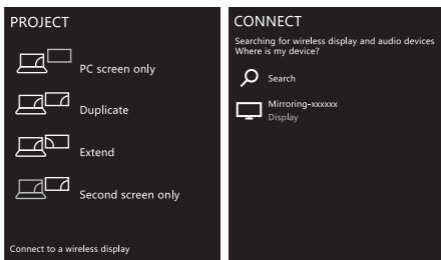 PROJECT
PC screen only
Duplicate
Extend
Second screen only
Connect to a wireless display
CONNECT
Searching for wireless display and audio devices
Where is my device?
Search
Mirroring-xxxxxx
Display